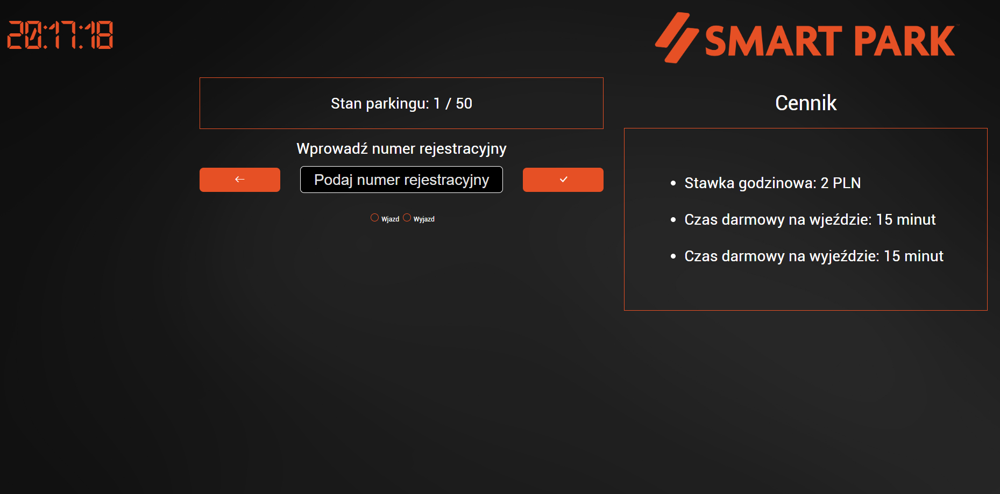 20:17:18
SMART PARK
Stan parkingu: 1 / 50
Wprowadź numer rejestracyjny
Podaj numer rejestracyjny
Wjazd Wyjazd
Cennik
• Stawka godzinowa: 2 PLN
• Czas darmowy na wjeździe: 15 minut
• Czas darmowy na wyjeździe: 15 minut